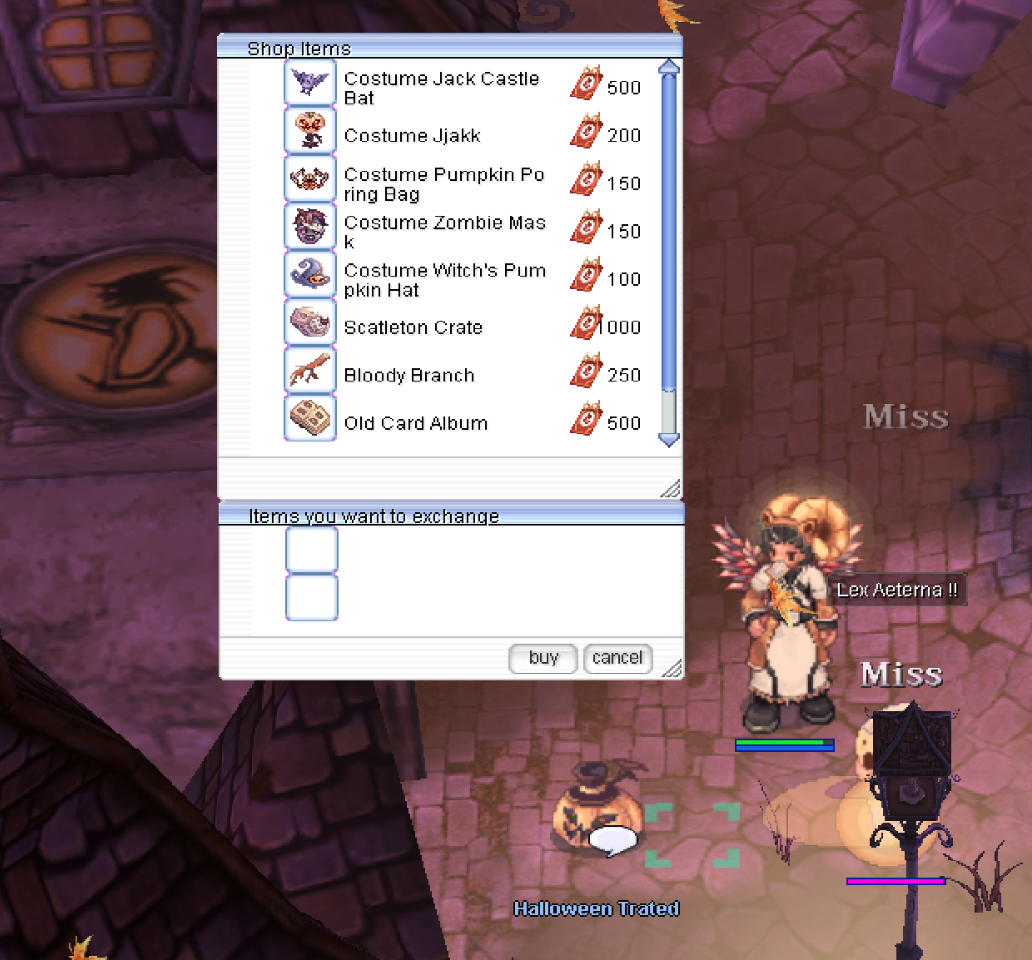 Shop Items
Costume Jack Castle
Bat
500
Costume Jjakk
200
Costume Pumpkin Po
ring Bag
150
Costume Zombie Mas
k
150
Costume Witch's Pum
pkin Hat
100
Scatleton Crate
1000
Bloody Branch
250
Old Card Album
500
Miss
Items you want to exchange
Lex Aeterna !!
buy
cancel
Miss
Halloween Trated